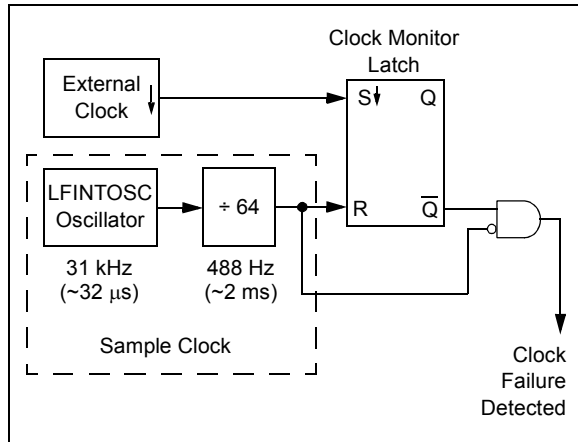 Clock Monitor
Latch
External
Clock
S
Q
LFINTOSC
Oscillator
÷ 64
R
Q̅
31 kHz
(~32 μs)
488 Hz
(~2 ms)
Sample Clock
Clock
Failure
Detected